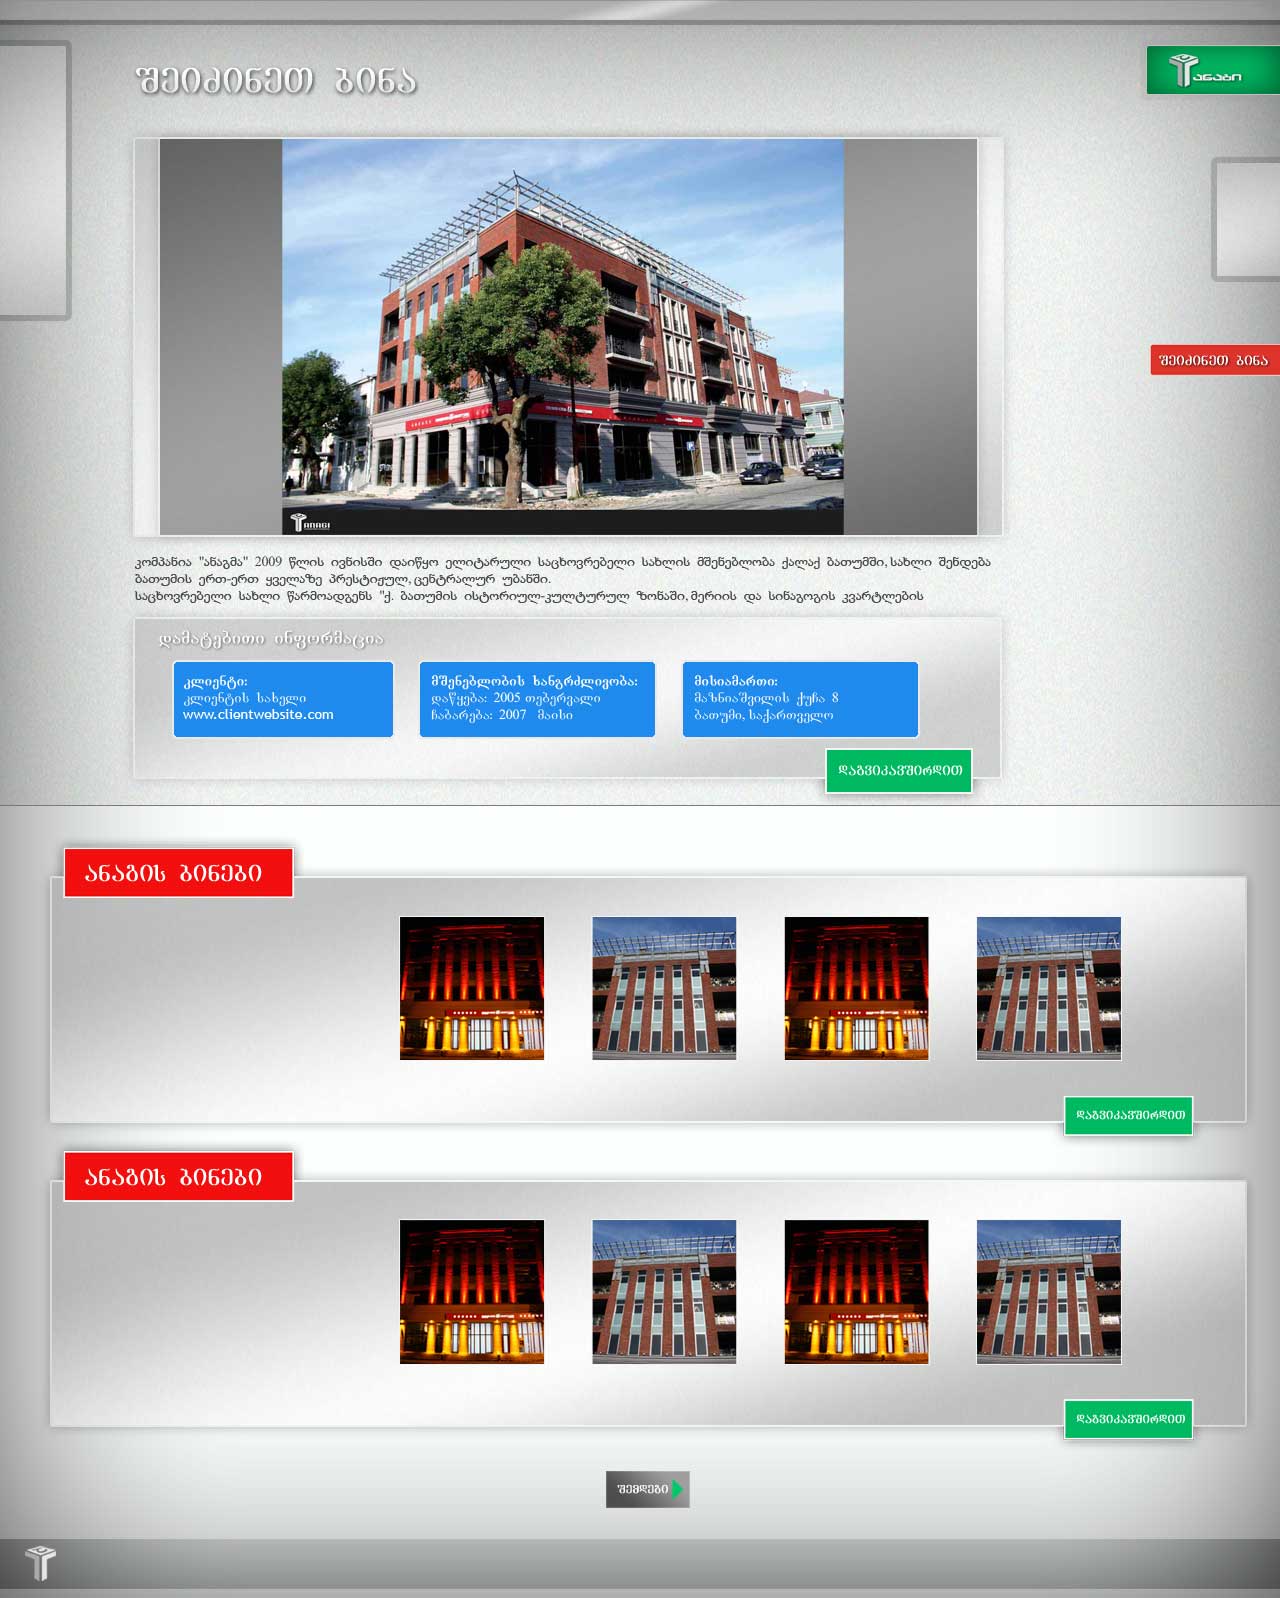 შეიძინეთ ბინა
ანაგი
შეიძინეთ ბინა
ANAGI
კომპანია "ანაგმა" 2009 წლის ივნისში დაიწყო ელიტარული საცხოვრებელი სახლის მშენებლობა ქალაქ ბათუმში, სახლი შენდება
ბათუმის ერთ-ერთ ყველაზე პრესტიჟულ, ცენტრალურ უბანში.
საცხოვრებელი სახლი წარმოადგენს "ქ. ბათუმის ისტორიულ-კულტურულ ზონაში, მერიის და სინაგოგის კვარტლების
დამატებითი ინფორმაცია
კლიენტი:
კლიენტის სახელი
www.clientwebsite.com
მშენებლობის ხანგრძლივობა:
დაწყება: 2005 თებერვალი
ჩაბარება: 2007 მაისი
მისიამართი:
მაზნიაშვილის ქუჩა 8
ბათუმი, საქართველო
დაგვიკავშირდით
ანაგის ბინები
დაგვიკავშირდით
ანაგის ბინები
დაგვიკავშირდით
შემდეგი